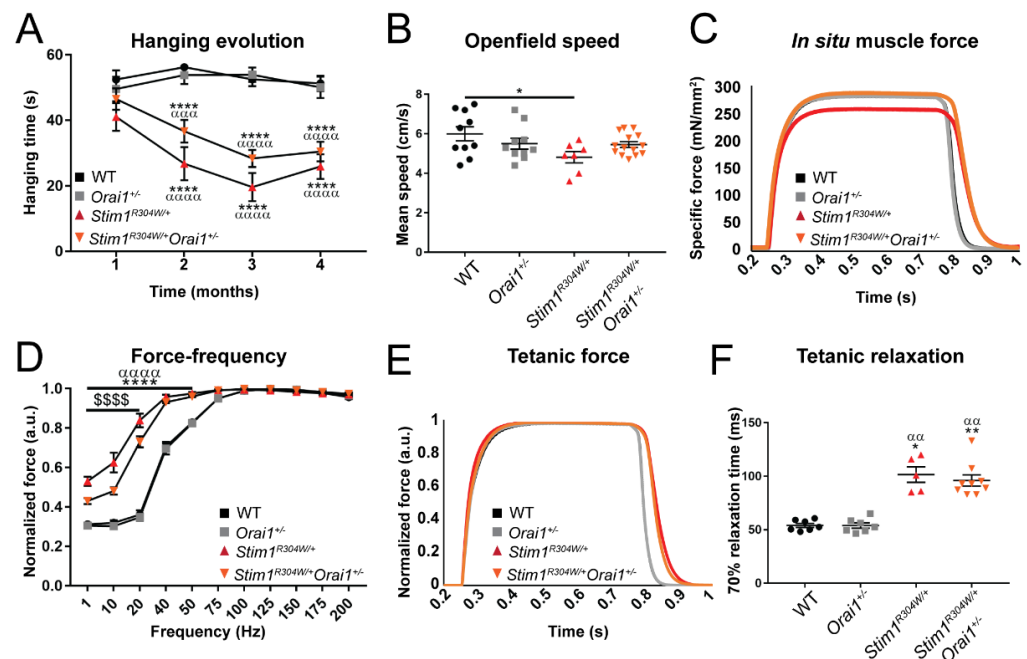 A
Hanging evolution
Hanging time (s)
60
40
20
0
****
ααα
****
αααα
****
αααα
****
αααα
****
αααα
****
αααα
WT
Orai1+/-
Stim1R304W/+
Stim1R304W/+Orai1+/-
1 2 3 4
Time (months)
B
Openfield speed
Mean speed (cm/s)
8
6
4
2
0
*
WT
Orai1+/-
Stim1R304W/+
Stim1R304W/+
Orai1+/-
C
In situ muscle force
Specific force (mN/mm2)
300
250
200
150
100
50
0
WT
Orai1+/-
Stim1R304W/+
Stim1R304W/+Orai1+/-
0.2 0.3 0.4 0.5 0.6 0.7 0.8 0.9 1
Time (s)
D
Force-frequency
Normalized force (a.u.)
1.0
0.8
0.6
0.4
0.2
0.0
αααα
****
$$$$
WT
Orai1+/-
Stim1R304W/+
Stim1R304W/+Orai1+/-
1 10 20 40 50 75 100 125 150 175 200
Frequency (Hz)
E
Tetanic force
Normalized force (a.u.)
1
0.8
0.6
0.4
0.2
0
WT
Orai1+/-
Stim1R304W/+
Stim1R304W/+Orai1+/-
0.2 0.3 0.4 0.5 0.6 0.7 0.8 0.9 1
Time (s)
F
Tetanic relaxation
70% relaxation time (ms)
150
100
50
0
αα
*
αα
**
WT
Orai1+/-
Stim1R304W/+
Stim1R304W/+
Orai1+/-